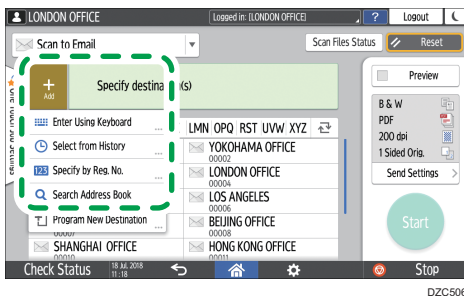 LONDON OFFICE
Logged in: [LONDON OFFICE]
?
Logout
Scan to Email
Scan Files Status
Reset
Add
Specify destina (s)
Preview
B & W
PDF
200 dpi
1 Sided Orig.
Send Settings
Enter Using Keyboard
Select from History
123 Specify by Reg. No.
Search Address Book
Program New Destination
LMN OPQ RST UVW XYZ
YOKOHAMA OFFICE
00002
LONDON OFFICE
00004
LOS ANGELES
00006
BEIJING OFFICE
00008
00007
SHANGHAI OFFICE
00010
HONG KONG OFFICE
00011
Start
Check Status
18 Jul. 2018
11:18
Stop
DZC506